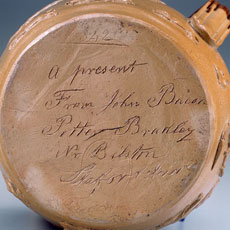 a present
From John Bacon
Potter Bradley
Nr Bilston